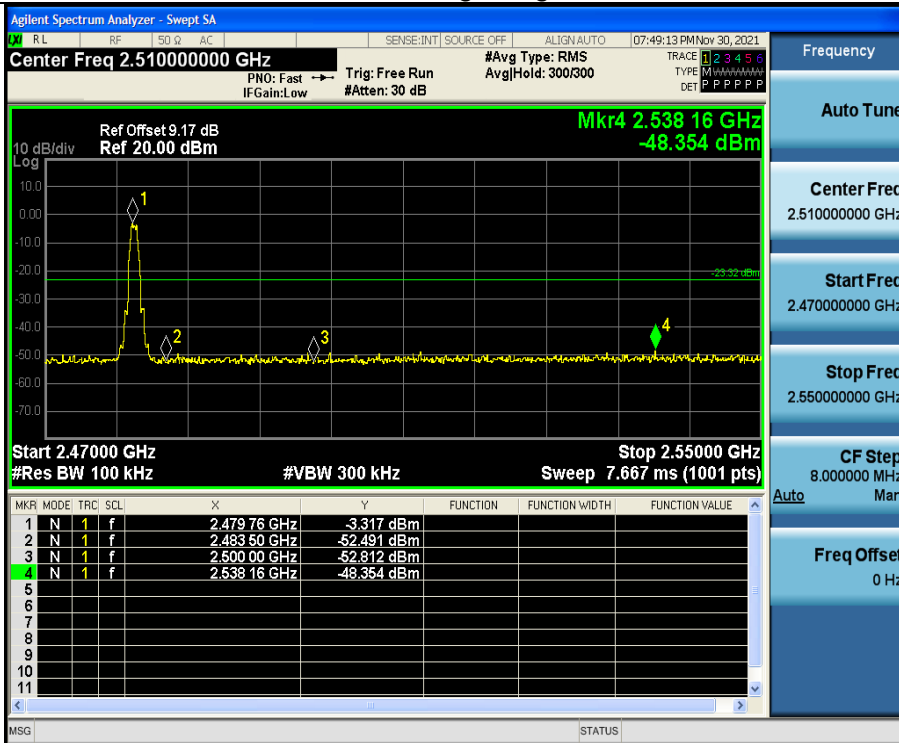 Agilent Spectrum Analyzer - Swept SA
LXI RL RF 50 Ω AC SENSE:INT SOURCE OFF ALIGN AUTO 07:49:13 PM Nov 30, 2021
Center Freq 2.510000000 GHz
PNO: Fast
IFGain:Low
Trig: Free Run
#Atten: 30 dB
#Avg Type: RMS
Avg|Hold: 300/300
TRACE 1 2 3 4 5 6
TYPE M
DET P P P P P P
Mkr4 2.538 16 GHz
-48.354 dBm
Ref Offset 9.17 dB
10 dB/div Ref 20.00 dBm
Log
10.0
0.00
-10.0
-20.0
-30.0
-40.0
-50.0
-60.0
-70.0
1
2
3
4
-23.32 dBm
Start 2.47000 GHz Stop 2.55000 GHz
#Res BW 100 kHz #VBW 300 kHz Sweep 7.667 ms (1001 pts)
MKR MODE TRC SCL X Y FUNCTION FUNCTION WIDTH FUNCTION VALUE
1 N 1 f 2.479 76 GHz -3.317 dBm
2 N 1 f 2.483 50 GHz -52.491 dBm
3 N 1 f 2.500 00 GHz -52.812 dBm
4 N 1 f 2.538 16 GHz -48.354 dBm
5
6
7
8
9
10
11
MSG STATUS
Frequency
Auto Tune
Center Freq
2.510000000 GHz
Start Freq
2.470000000 GHz
Stop Freq
2.550000000 GHz
CF Step
8.000000 MHz
Auto Man
Freq Offset
0 Hz